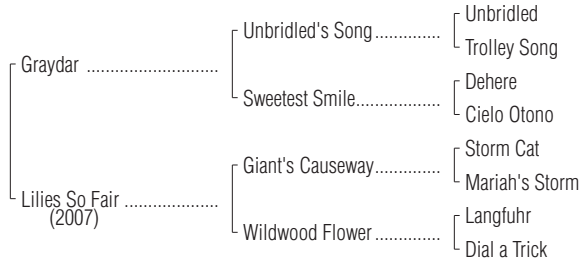 Unbridled
Unbridled's Song..............
Trolley Song
Graydar ............................
Dehere
Sweetest Smile..................
Cielo Otono
Storm Cat
Giant's Causeway..............
Mariah's Storm
Lilies So Fair ....................
(2007)
Langfuhr
Wildwood Flower..............
Dial a Trick